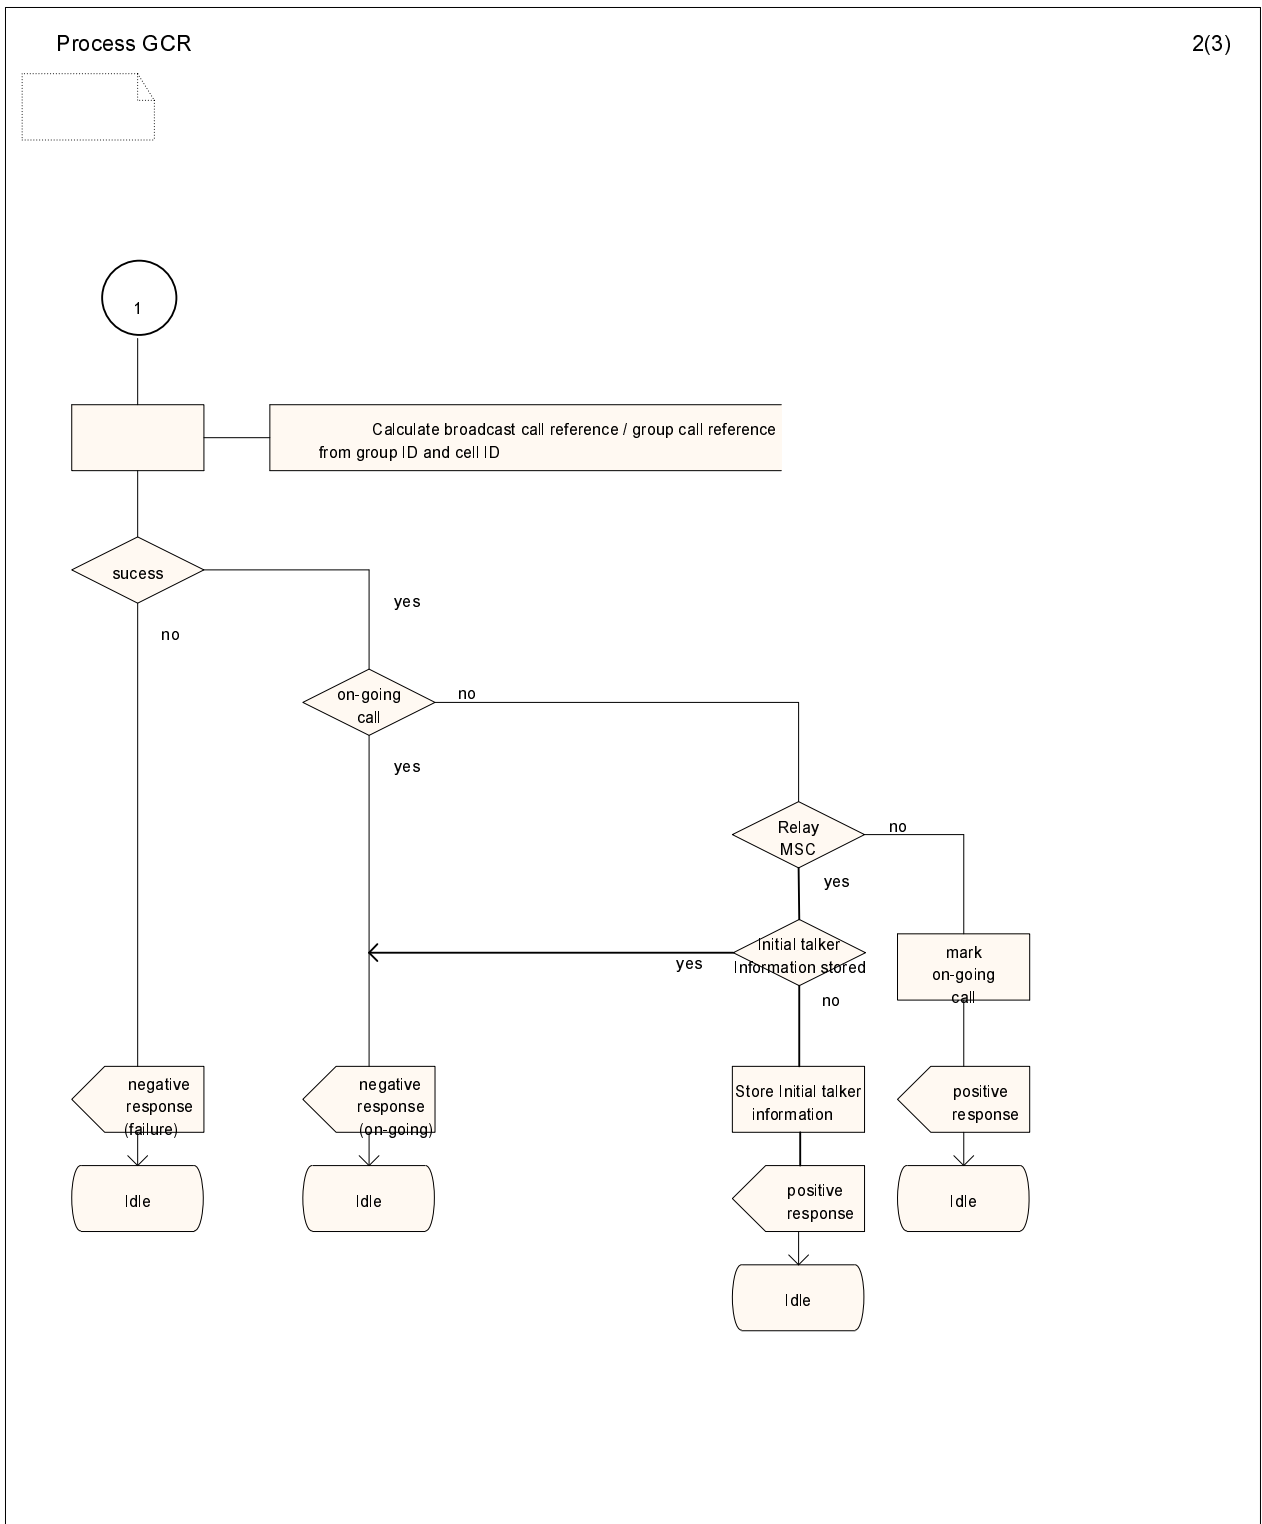 Process GCR
2(3)
1
Calculate broadcast call reference / group call reference
from group ID and cell ID
sucess
yes
no
on-going
call
no
yes
Relay
MSC
no
yes
Initial talker
Information stored
yes
no
mark
on-going
call
negative
response
(failure)
negative
response
(on-going)
Store Initial talker
information
positive
response
Idle
Idle
positive
response
Idle
Idle